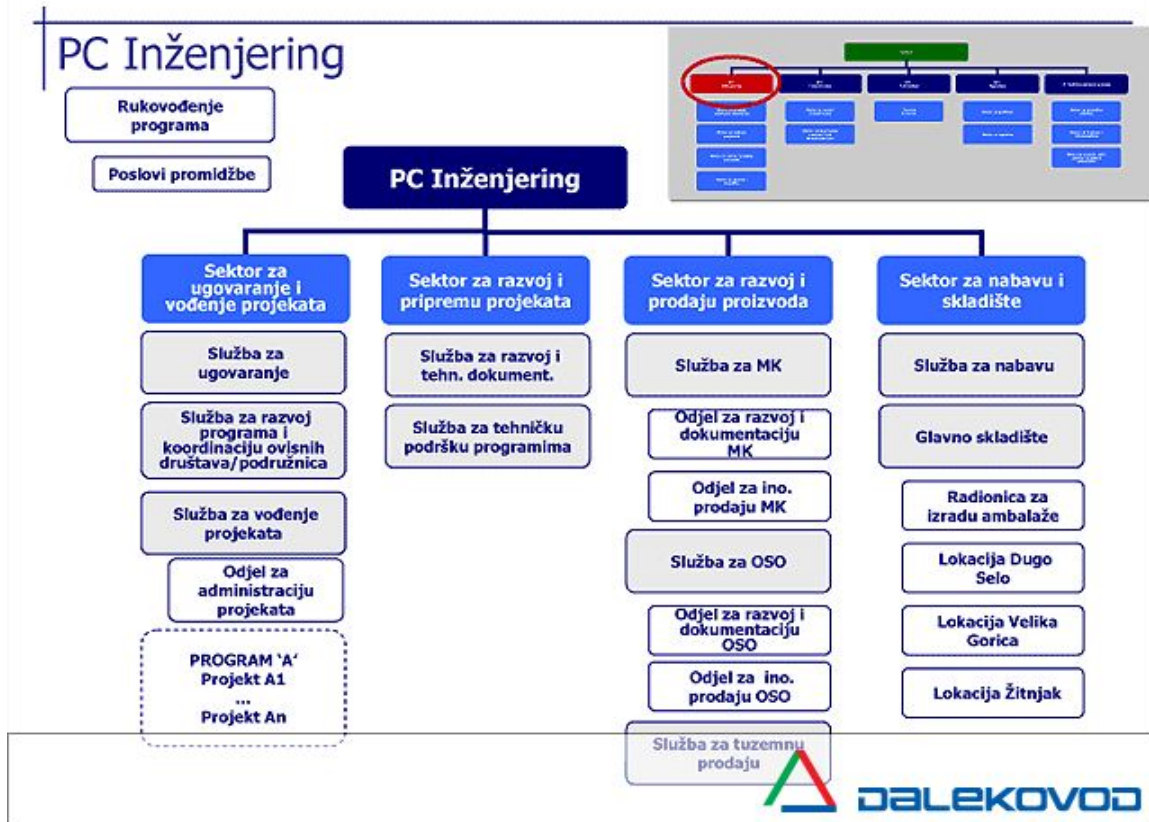 PC Inženjering
Rukovođenje
programa
Poslovi promidžbe
PC Inženjering
Sektor za
ugovaranje i
vođenje projekata
Služba za
ugovaranje
Služba za razvoj
programa i
koordinaciju ovisnih
društava/podružnica
Služba za vođenje
projekata
Odjel za
administraciju
projekata
PROGRAM 'A'
Projekt A1
...
Projekt An
Sektor za razvoj i
pripremu projekata
Služba za razvoj i
tehn. dokument.
Služba za tehničku
podršku programima
Sektor za razvoj i
prodaju proizvoda
Služba za MK
Odjel za razvoj i
dokumentaciju
MK
Odjel za ino.
prodaju MK
Služba za OSO
Odjel za razvoj i
dokumentaciju
OSO
Odjel za ino.
prodaju OSO
Služba za tuzemnu
prodaju
Sektor za nabavu i
skladište
Služba za nabavu
Glavno skladište
Radionica za
izradu ambalaže
Lokacija Dugo
Selo
Lokacija Velika
Gorica
Lokacija Žitnjak
DALEKOVOD